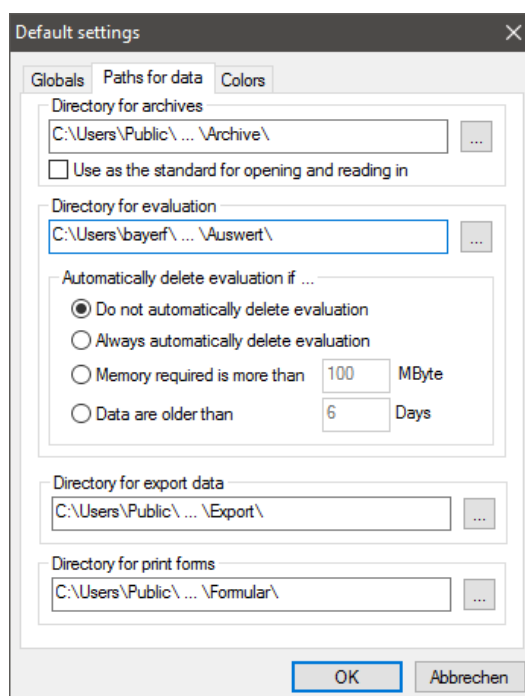 Default settings
Globals Paths for data Colors
Directory for archives
C:\Users\Public\ ... \Archive\
...
Use as the standard for opening and reading in
Directory for evaluation
C:\Users\bayerf\ ... \Auswert\
...
Automatically delete evaluation if ...
Do not automatically delete evaluation
Always automatically delete evaluation
Memory required is more than 100 MByte
Data are older than 6 Days
Directory for export data
C:\Users\Public\ ... \Export\
...
Directory for print forms
C:\Users\Public\ ... \Formular\
...
OK Abbrechen